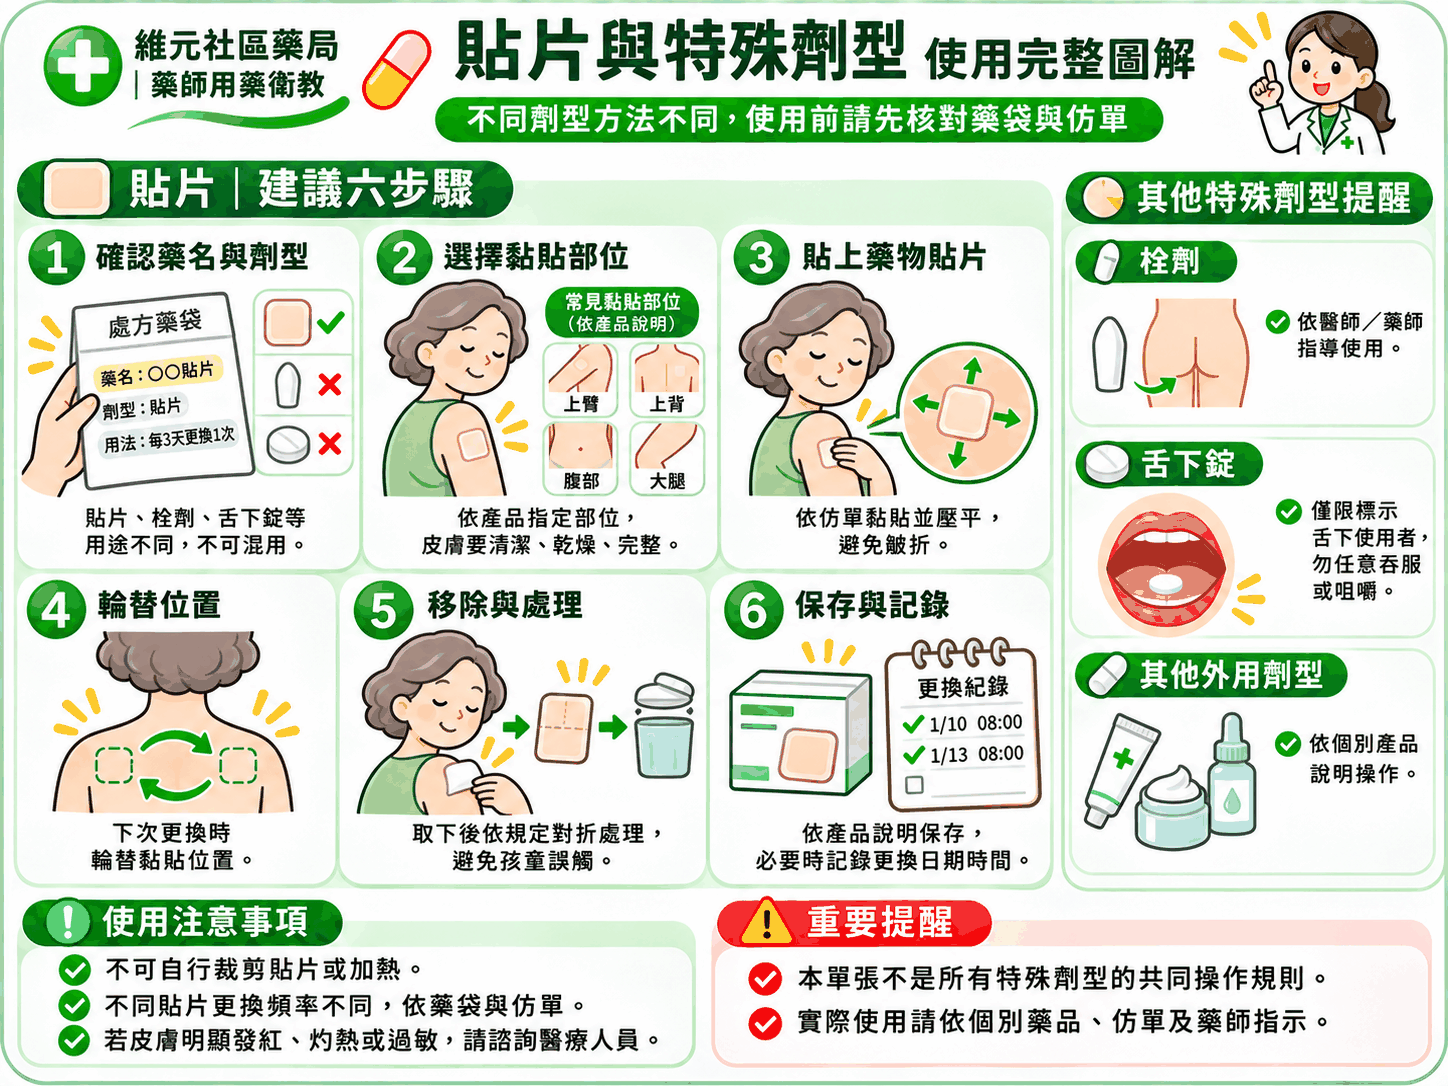 維元社區藥局
藥師用藥衛教
貼片與特殊劑型 使用完整圖解
不同劑型方法不同，使用前請先核對藥袋與仿單
貼片｜建議六步驟
1 確認藥名與劑型
處方藥袋
藥名：〇〇貼片
劑型：貼片
用法：每3天更換1次
貼片、栓劑、舌下錠等
用途不同，不可混用。
2 選擇黏貼部位
常見黏貼部位
（依產品說明）
上臂
上背
腹部
大腿
依產品指定部位，
皮膚要清潔、乾燥、完整。
3 貼上藥物貼片
依仿單黏貼並壓平，
避免皺折。
4 輪替位置
下次更換時
輪替黏貼位置。
5 移除與處理
取下後依規定對折處理，
避免孩童誤觸。
6 保存與記錄
更換紀錄
1/10 08:00
1/13 08:00
依產品說明保存，
必要時記錄更換日期時間。
其他特殊劑型提醒
栓劑
依醫師／藥師
指導使用。
舌下錠
僅限標示
舌下使用者，
勿任意吞服
或咀嚼。
其他外用劑型
依個別產品
說明操作。
使用注意事項
不可自行裁剪貼片或加熱。
不同貼片更換頻率不同，依藥袋與仿單。
若皮膚明顯發紅、灼熱或過敏，請諮詢醫療人員。
重要提醒
本單張不是所有特殊劑型的共同操作規則。
實際使用請依個別藥品、仿單及藥師指示。